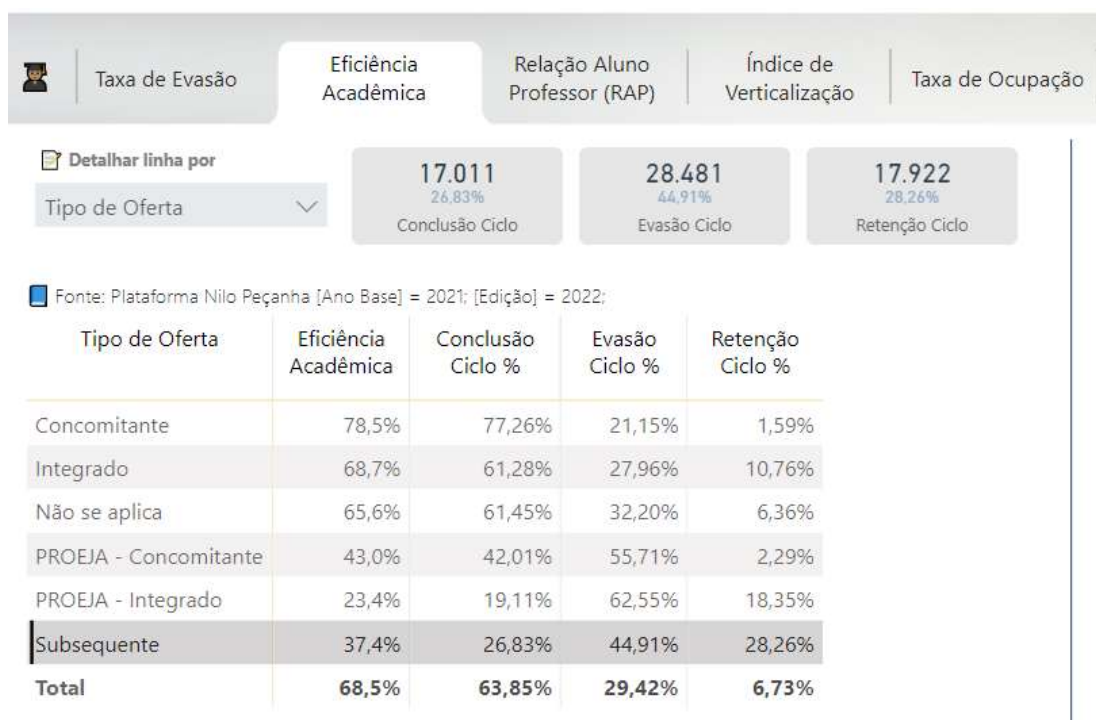 Taxa de Evasão
Eficiência
Acadêmica
Relação Aluno
Professor (RAP)
Índice de
Verticalização
Taxa de Ocupação
Detalhar linha por
Tipo de Oferta
17.011
26,83%
Conclusão Ciclo
28.481
44,91%
Evasão Ciclo
17.922
28,26%
Retenção Ciclo
Fonte: Plataforma Nilo Peçanha [Ano Base] = 2021; [Edição] = 2022;
Tipo de Oferta Eficiência Acadêmica Conclusão Ciclo % Evasão Ciclo % Retenção Ciclo %
Concomitante 78,5% 77,26% 21,15% 1,59%
Integrado 68,7% 61,28% 27,96% 10,76%
Não se aplica 65,6% 61,45% 32,20% 6,36%
PROEJA - Concomitante 43,0% 42,01% 55,71% 2,29%
PROEJA - Integrado 23,4% 19,11% 62,55% 18,35%
Subsequente 37,4% 26,83% 44,91% 28,26%
Total 68,5% 63,85% 29,42% 6,73%